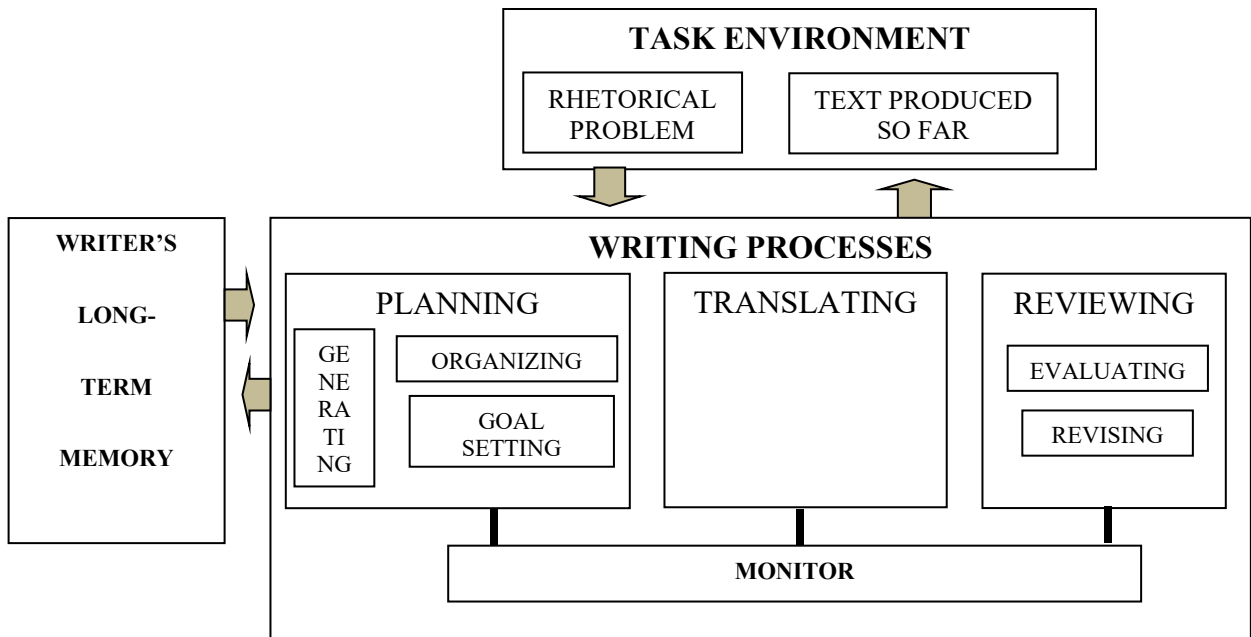 TASK ENVIRONMENT
RHETORICAL
PROBLEM
TEXT PRODUCED
SO FAR
WRITER’S
LONG-
TERM
MEMORY
WRITING PROCESSES
PLANNING
GE
NE
RA
TI
NG
ORGANIZING
GOAL
SETTING
TRANSLATING
REVIEWING
EVALUATING
REVISING
MONITOR